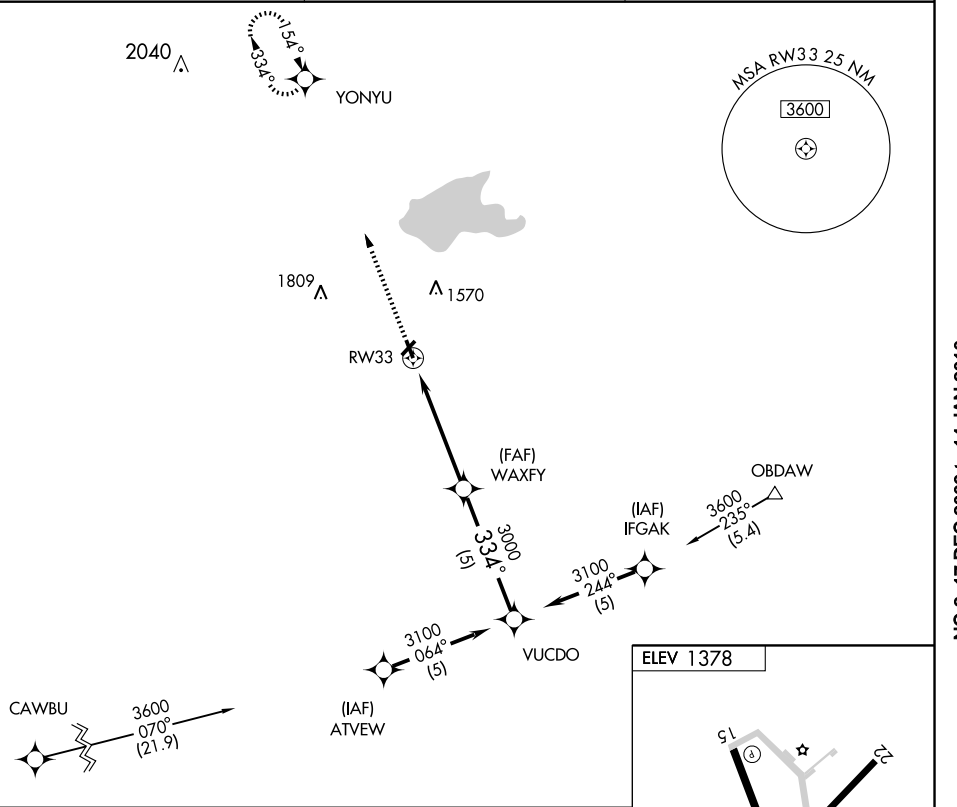 2040
154°
334°
YONYU
MSA RW33 25 NM
3600
1809
1570
RW33
(FAF)
WAXFY
OBDAW
3600
235°
(5.4)
(IAF)
IFGAK
3000
334°
(5)
3100
244°
(5)
3100
064°
(5)
VUCDO
ELEV 1378
CAWBU
3600
070°
(21.9)
(IAF)
ATVEW
15
P
22